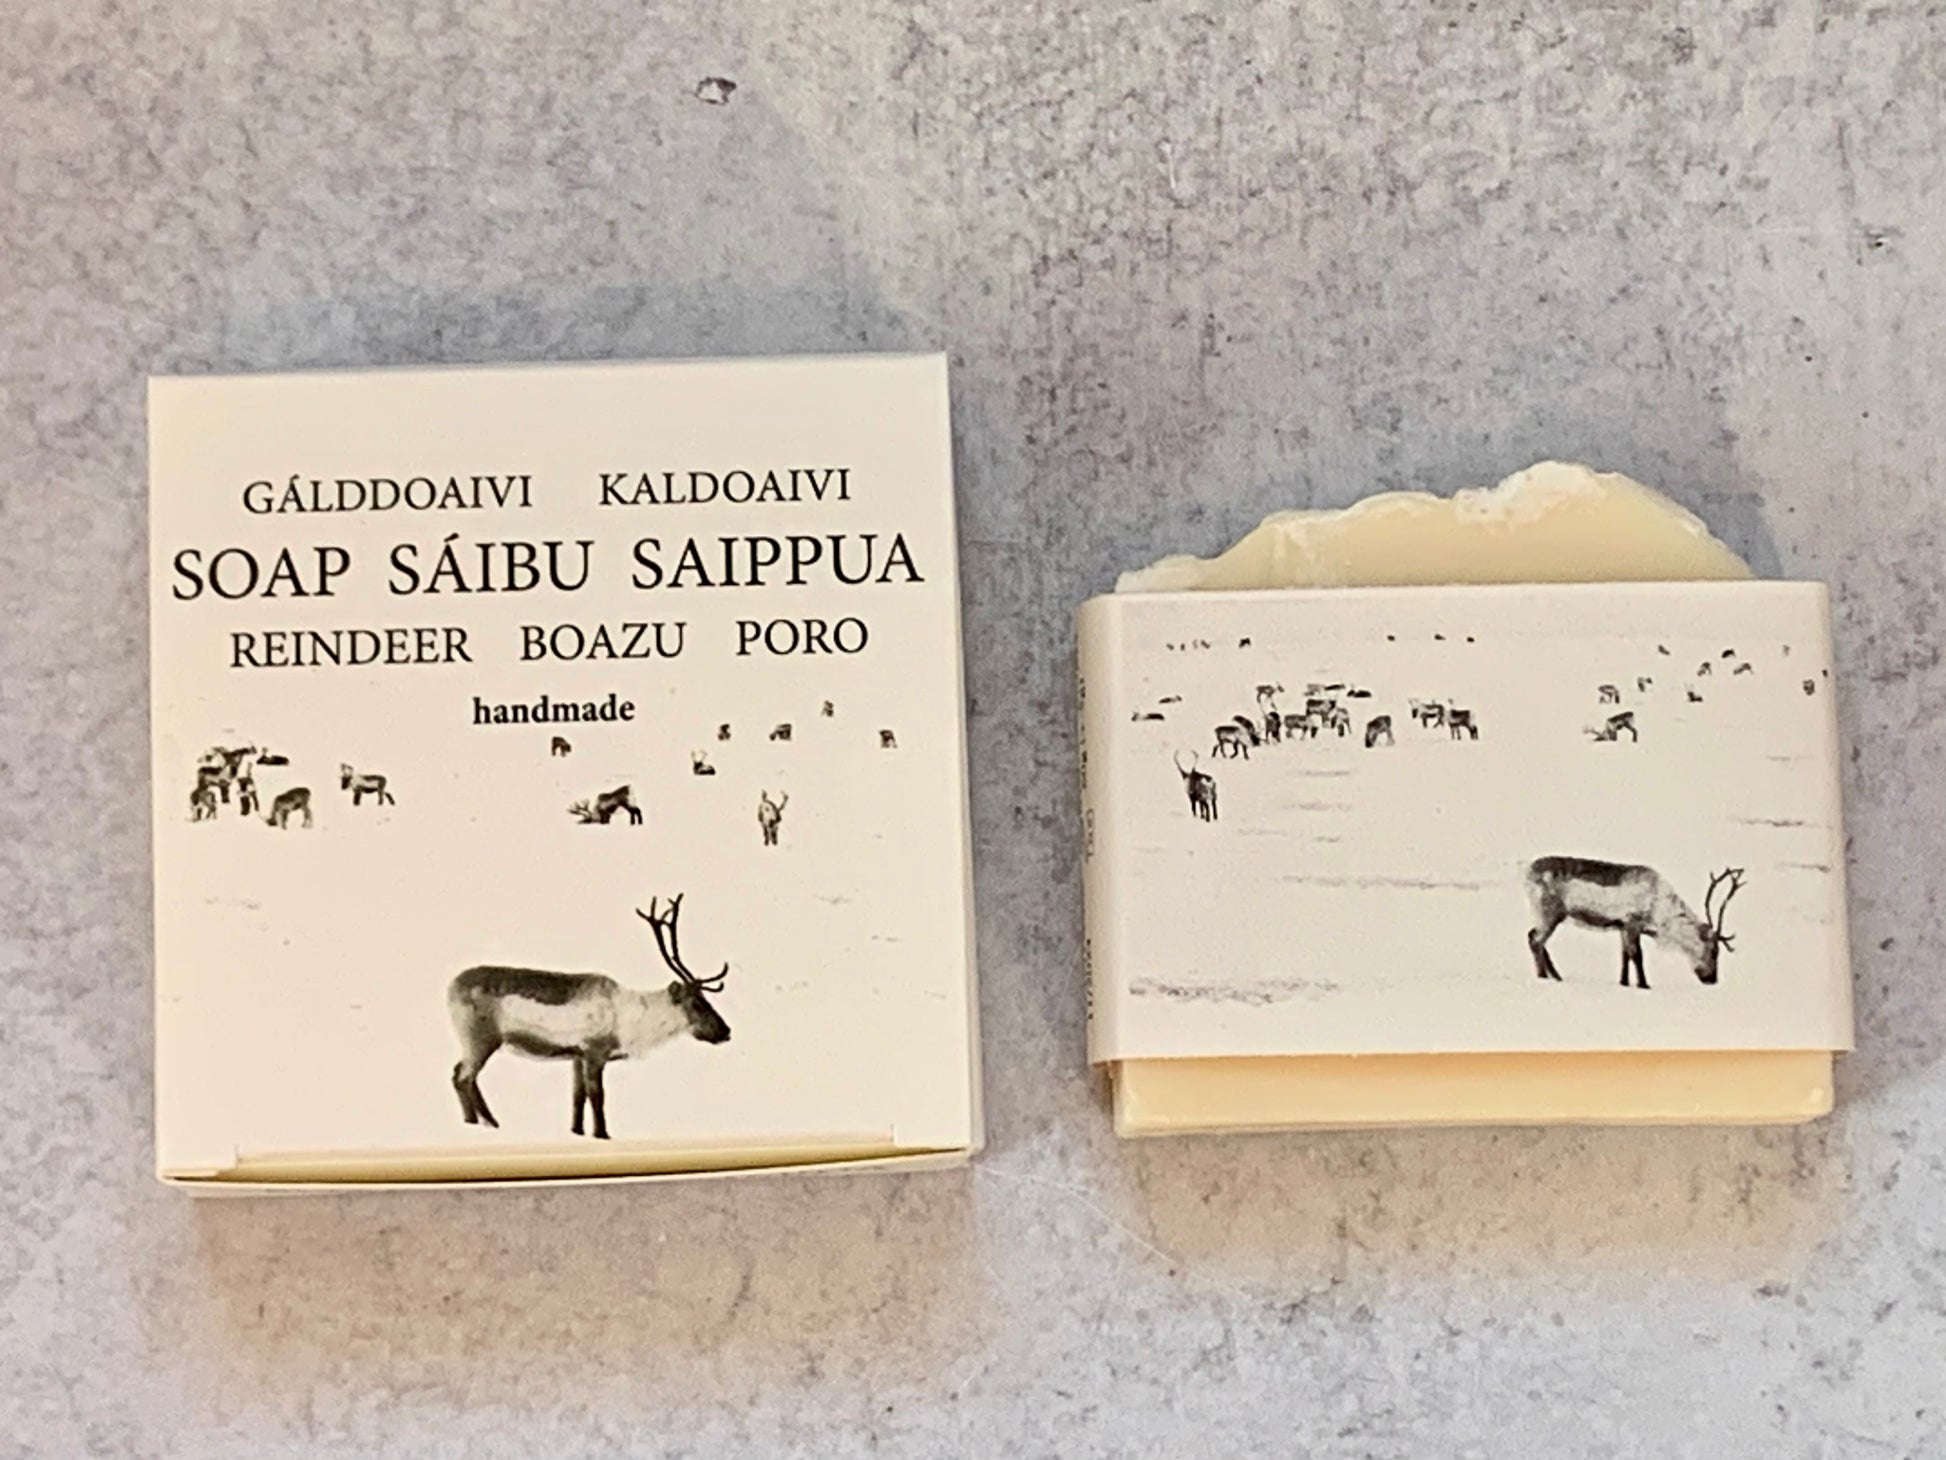 GÁLDDOAIVI KALDOAIVI
SOAP SÁIBU SAIPPUA
REINDEER BOAZU PORO
handmade